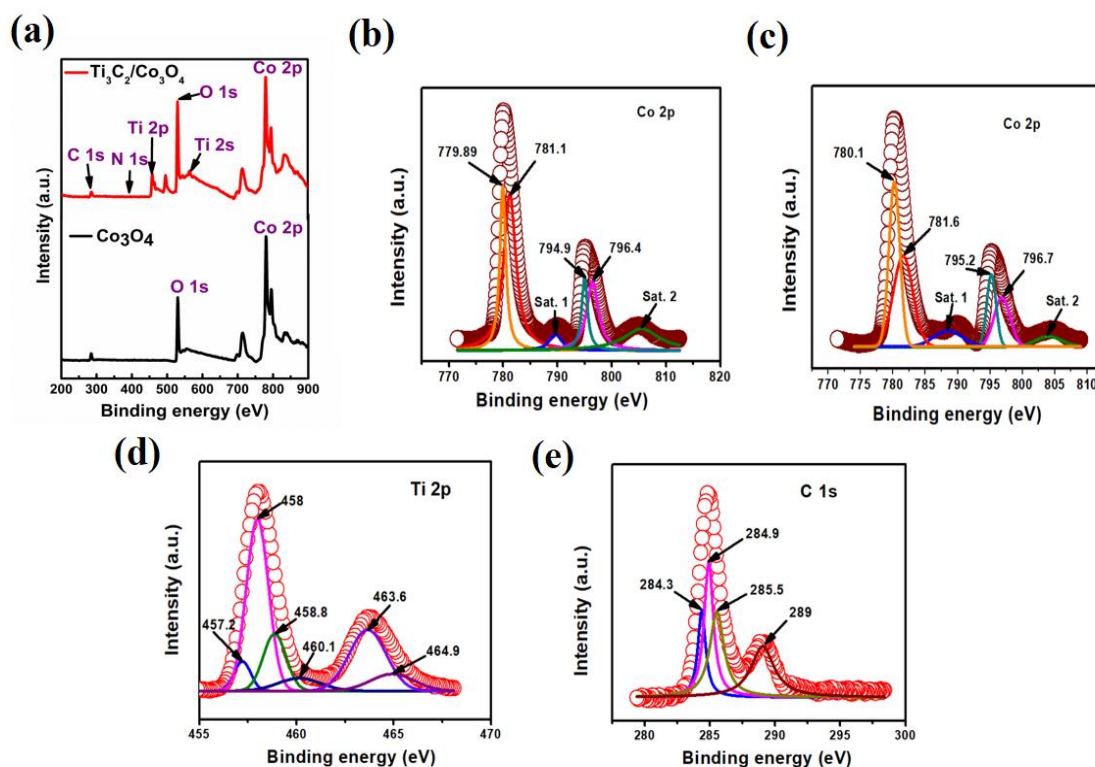 (a)
Ti₃C₂/Co₃O₄
Co 2p
O 1s
Ti 2p
Ti 2s
C 1s
N 1s
Co₃O₄
Co 2p
O 1s
Intensity (a.u.)
200 300 400 500 600 700 800 900
Binding energy (eV)
(b)
Co 2p
779.89
781.1
794.9
796.4
Sat. 1
Sat. 2
Intensity (a.u.)
770 780 790 800 810 820
Binding energy (eV)
(c)
Co 2p
780.1
781.6
795.2
796.7
Sat. 1
Sat. 2
Intensity (a.u.)
770 775 780 785 790 795 800 805 810
Binding energy (eV)
(d)
Ti 2p
458
457.2
458.8
460.1
463.6
464.9
Intensity (a.u.)
455 460 465 470
Binding energy (eV)
(e)
C 1s
284.9
284.3
285.5
289
Intensity (a.u.)
280 285 290 295 300
Binding energy (eV)